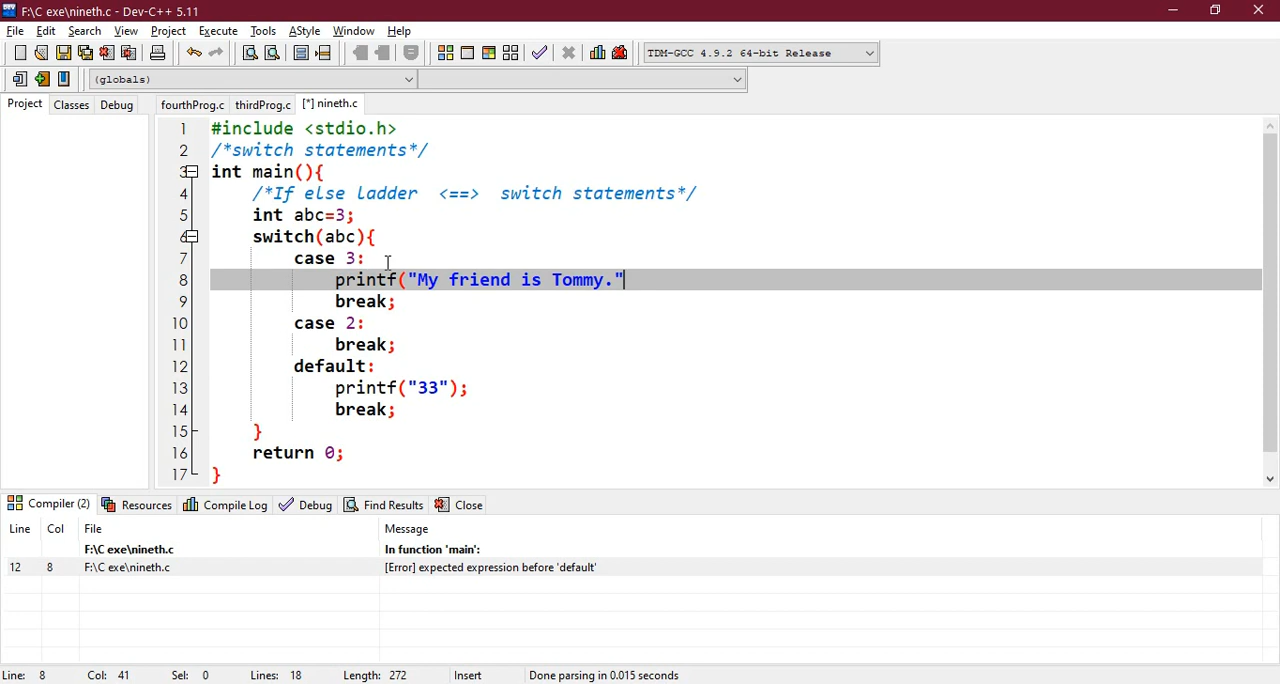 F:\C exe\nineth.c - Dev-C++ 5.11
File Edit Search View Project Execute Tools AStyle Window Help
TDM-GCC 4.9.2 64-bit Release
(globals)
Project Classes Debug fourthProg.c thirdProg.c [*] nineth.c
1 #include <stdio.h>
2 /*switch statements*/
3 int main(){
4 /*If else ladder <==> switch statements*/
5 int abc=3;
6 switch(abc){
7 case 3:
8 printf("My friend is Tommy."
9 break;
10 case 2:
11 break;
12 default:
13 printf("33");
14 break;
15 }
16 return 0;
17 }
Compiler (2) Resources Compile Log Debug Find Results Close
Line Col File Message
F:\C exe\nineth.c In function 'main':
12 8 F:\C exe\nineth.c [Error] expected expression before 'default'
Line: 8 Col: 41 Sel: 0 Lines: 18 Length: 272 Insert Done parsing in 0.015 seconds